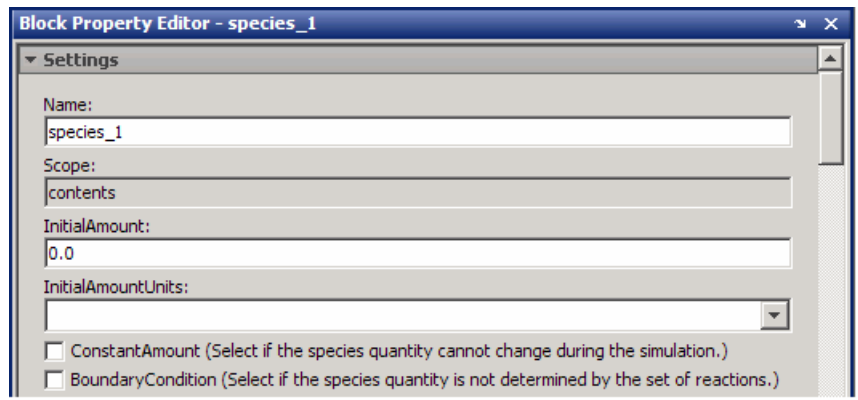 Block Property Editor - species_1
Settings
Name:
species_1
Scope:
contents
InitialAmount:
0.0
InitialAmountUnits:
ConstantAmount (Select if the species quantity cannot change during the simulation.)
BoundaryCondition (Select if the species quantity is not determined by the set of reactions.)